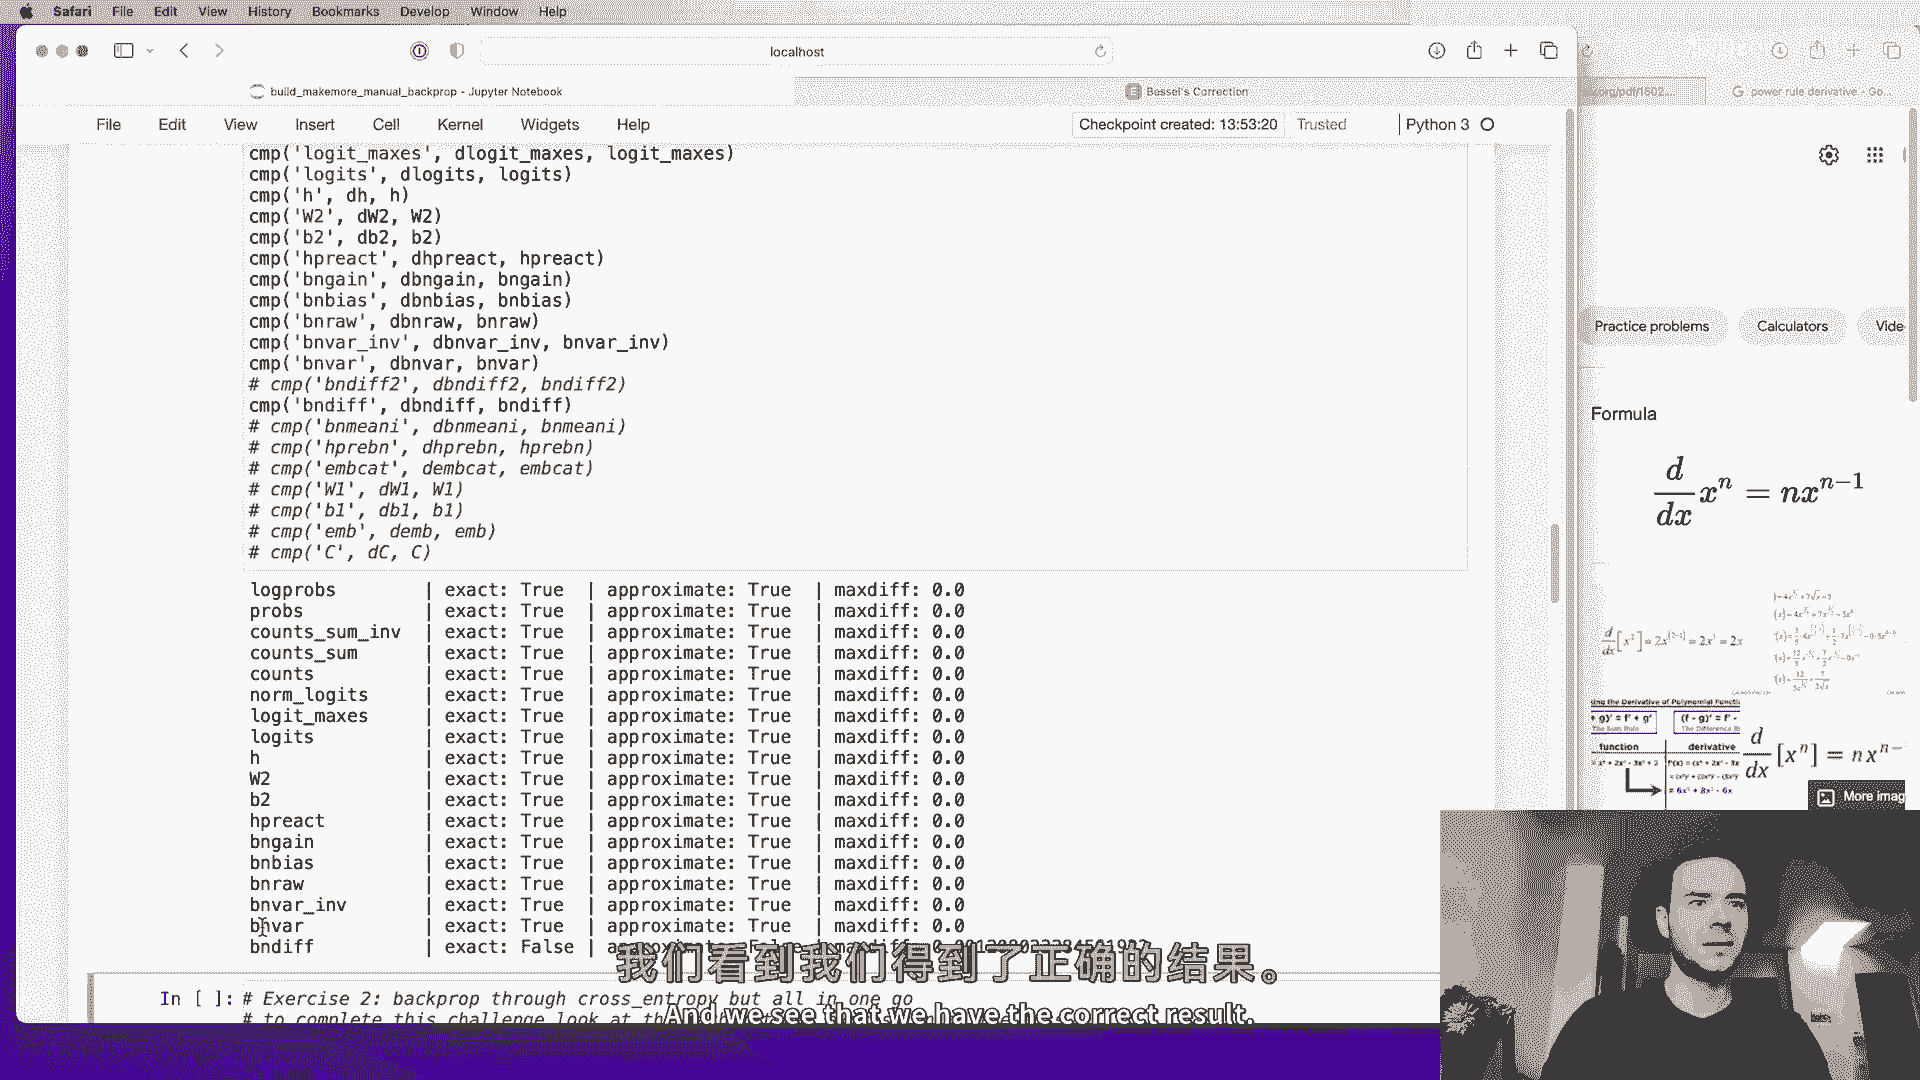 Safari File Edit View History Bookmarks Develop Window Help
localhost
build_makemore_manual_backprop - Jupyter Notebook
Bessel's Correction
power rule derivative - Go...
File Edit View Insert Cell Kernel Widgets Help
Checkpoint created: 13:53:20 Trusted Python 3
cmp('logit_maxes', dlogit_maxes, logit_maxes)
cmp('logits', dlogits, logits)
cmp('h', dh, h)
cmp('W2', dW2, W2)
cmp('b2', db2, b2)
cmp('hpreact', dhpreact, hpreact)
cmp('bngain', dbngain, bngain)
cmp('bnbias', dbnbias, bnbias)
cmp('bnraw', dbnraw, bnraw)
cmp('bnvar_inv', dbnvar_inv, bnvar_inv)
cmp('bnvar', dbnvar, bnvar)
# cmp('bndiff2', dbndiff2, bndiff2)
cmp('bndiff', dbndiff, bndiff)
# cmp('bnmeani', dbnmeani, bnmeani)
# cmp('hprebn', dhprebn, hprebn)
# cmp('embcat', dembcat, embcat)
# cmp('W1', dW1, W1)
# cmp('b1', db1, b1)
# cmp('emb', demb, emb)
# cmp('C', dC, C)
logprobs | exact: True | approximate: True | maxdiff: 0.0
probs | exact: True | approximate: True | maxdiff: 0.0
counts_sum_inv | exact: True | approximate: True | maxdiff: 0.0
counts_sum | exact: True | approximate: True | maxdiff: 0.0
counts | exact: True | approximate: True | maxdiff: 0.0
norm_logits | exact: True | approximate: True | maxdiff: 0.0
logit_maxes | exact: True | approximate: True | maxdiff: 0.0
logits | exact: True | approximate: True | maxdiff: 0.0
h | exact: True | approximate: True | maxdiff: 0.0
W2 | exact: True | approximate: True | maxdiff: 0.0
b2 | exact: True | approximate: True | maxdiff: 0.0
hpreact | exact: True | approximate: True | maxdiff: 0.0
bngain | exact: True | approximate: True | maxdiff: 0.0
bnbias | exact: True | approximate: True | maxdiff: 0.0
bnraw | exact: True | approximate: True | maxdiff: 0.0
bnvar_inv | exact: True | approximate: True | maxdiff: 0.0
bnvar | exact: True | approximate: True | maxdiff: 0.0
bndiff | exact: False |
In [ ]: # Exercise 2: backprop through cross_entropy but all in one go
# to complete this challenge look at the
我们看到我们得到了正确的结果。
And we see that we have the correct result.
Practice problems Calculators Vide
Formula
d/dx x^n = nx^{n-1}
d/dx [x²] = 2x^{(2-1)} = 2x¹ = 2x
function derivative
d/dx [x^n] = nx^{n-
More imag